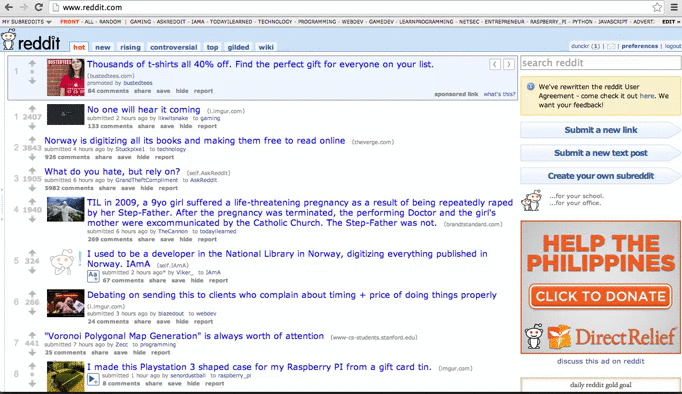 www.reddit.com
MY SUBREDDITS FRONT - ALL - RANDOM | GAMING - ASKREDDIT - IAMA - TODAYILEARNED - TECHNOLOGY - PROGRAMMING - WEBDEV - GAMEDEV - LEARNPROGRAMMING - NETSEC - ENTREPRENEUR - RASPBERRY_PI - PYTHON - JAVASCRIPT - ADVERT EDIT »
reddit hot new rising controversial top gilded wiki
dunckr (1) | preferences | logout
1 Thousands of t-shirts all 40% off. Find the perfect gift for everyone on your list.
(bustedtees.com)
promoted by bustedtees
84 comments share save hide report
sponsored link what's this?
1 2407 No one will hear it coming (i.imgur.com)
submitted 2 hours ago by likwitsnake to gaming
133 comments share save hide report
2 3843 Norway is digitizing all its books and making them free to read online (theverge.com)
submitted 4 hours ago by Stuckpixe1 to technology
926 comments share save hide report
3 1905 What do you hate, but rely on? (self.AskReddit)
submitted 6 hours ago by GrandTheftCompliment to AskReddit
5982 comments share save hide report
4 1940 TIL in 2009, a 9yo girl suffered a life-threatening pregnancy as a result of being repeatedly raped
by her Step-Father. After the pregnancy was terminated, the performing Doctor and the girl's
mother were excommunicated by the Catholic Church. The Step-Father was not. (brandtstandard.com)
submitted 6 hours ago by TheCannon to todayilearned
269 comments share save hide report
5 324 I used to be a developer in the National Library in Norway, digitizing everything published in
Norway. IAmA (self.IAmA)
submitted 2 hours ago* by Viker_ to IAmA
Aa 67 comments share save hide report
6 266 Debating on sending this to clients who complain about timing + price of doing things properly
(i.imgur.com)
submitted 3 hours ago by blazedout to webdev
24 comments share save hide report
7 441 "Voronoi Polygonal Map Generation" is always worth of attention (www-cs-students.stanford.edu)
submitted 7 hours ago by Zect to programming
25 comments share save hide report
8 I made this Playstation 3 shaped case for my Raspberry PI from a gift card tin. (imgur.com)
submitted 1 hour ago by senordustball to raspberry_pi
8 comments share save hide report
search reddit
We've rewritten the reddit User
Agreement - come check it out here. We
want your feedback!
Submit a new link
Submit a new text post
Create your own subreddit
...for your school.
...for your office.
HELP THE
PHILIPPINES
CLICK TO DONATE
DirectRelief
discuss this ad on reddit
daily reddit gold goal